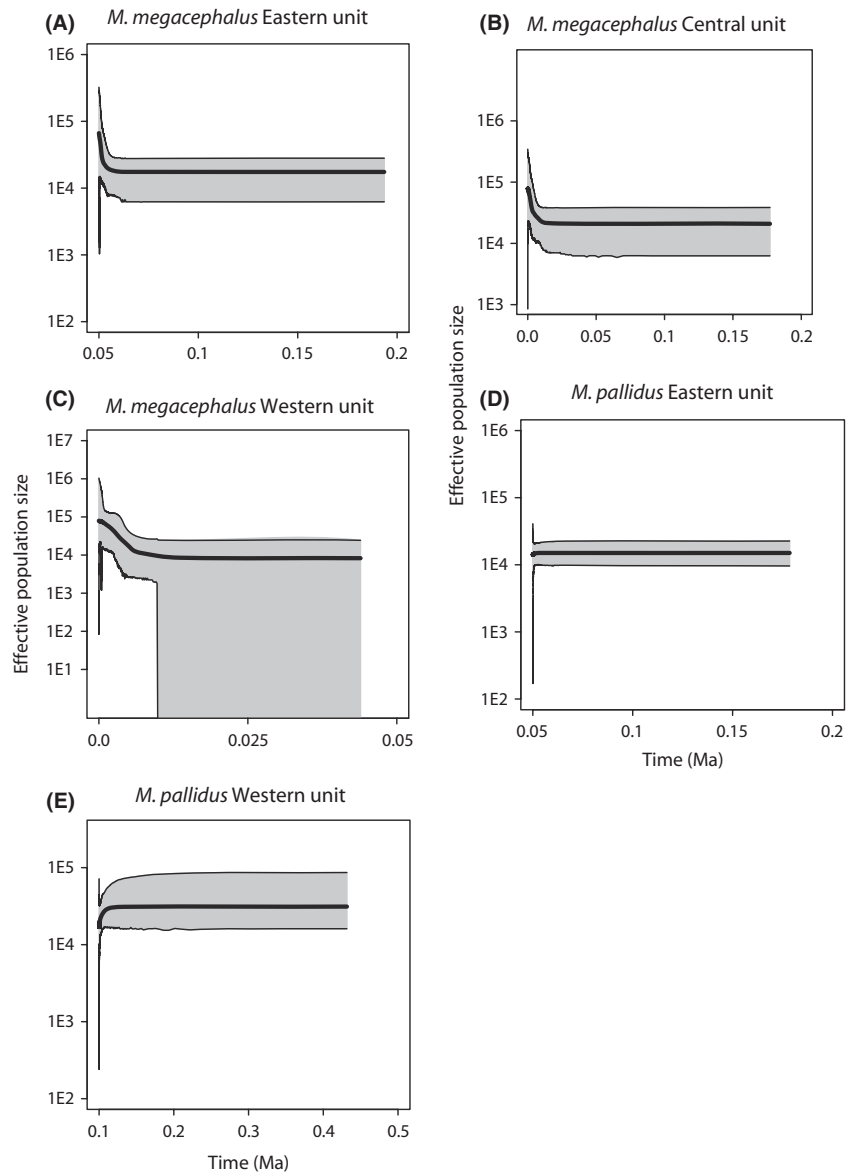 (A) M. megacephalus Eastern unit
1E6
1E5
1E4
1E3
1E2
0.05 0.1 0.15 0.2
(B) M. megacephalus Central unit
1E6
1E5
1E4
1E3
0.0 0.05 0.1 0.15 0.2
(C) M. megacephalus Western unit
Effective population size
1E7
1E6
1E5
1E4
1E3
1E2
1E1
0.0 0.025 0.05
(D) M. pallidus Eastern unit
Effective population size
1E6
1E5
1E4
1E3
1E2
0.05 0.1 0.15 0.2
Time (Ma)
(E) M. pallidus Western unit
1E5
1E4
1E3
1E2
0.1 0.2 0.3 0.4 0.5
Time (Ma)